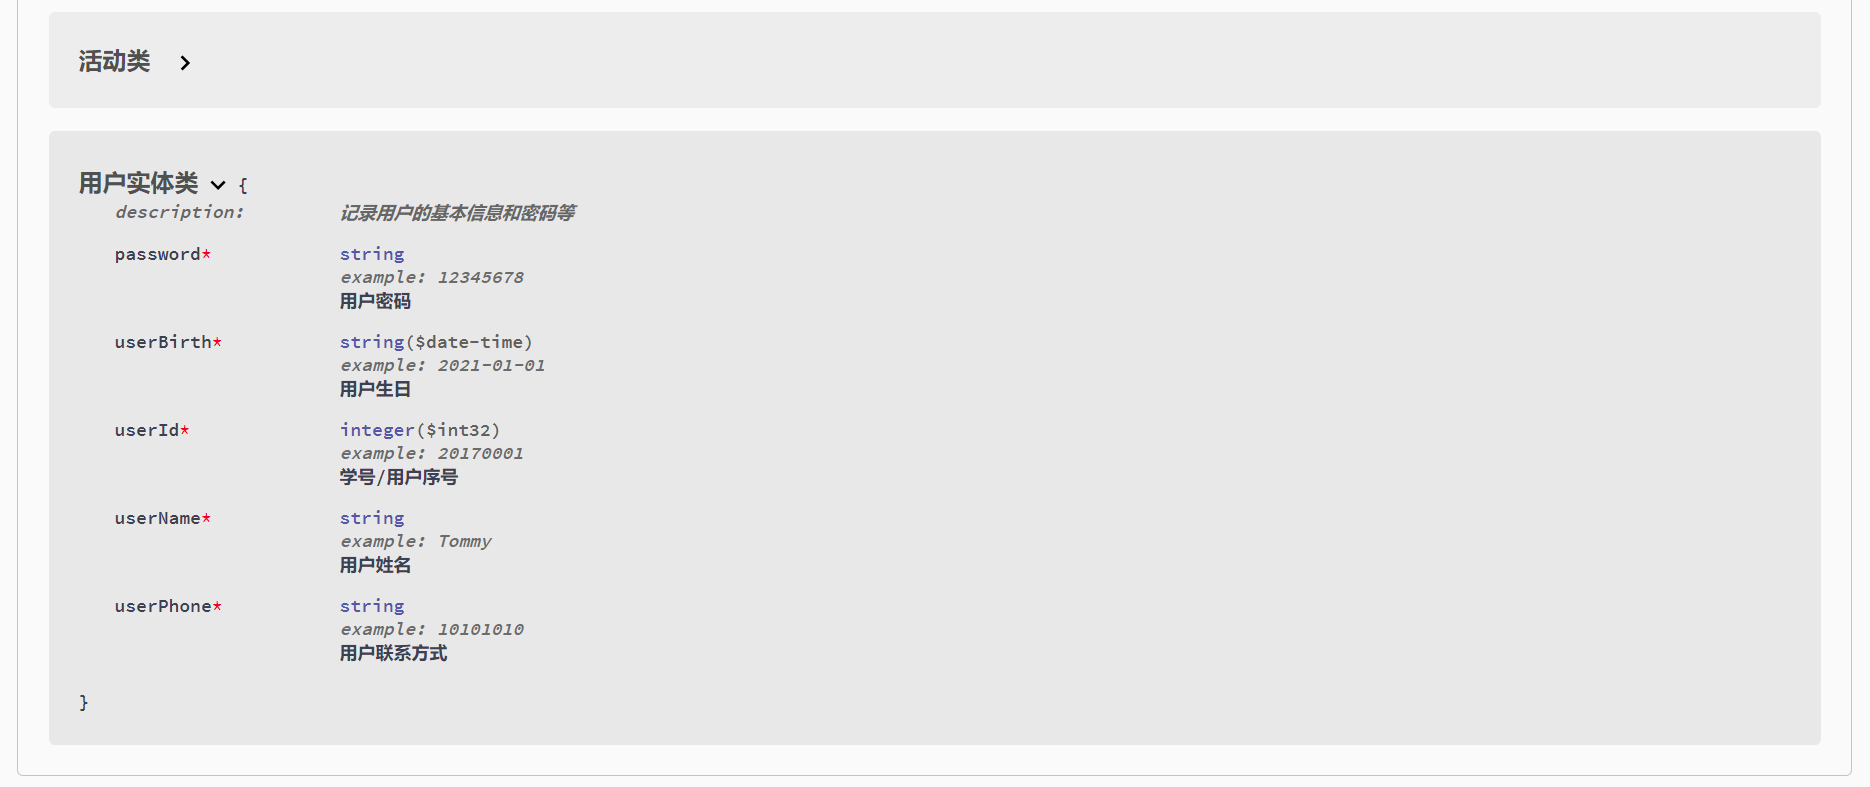 活动类
用户实体类 {
description: 记录用户的基本信息和密码等
password* string
example: 12345678
用户密码
userBirth* string($date-time)
example: 2021-01-01
用户生日
userId* integer($int32)
example: 20170001
学号/用户序号
userName* string
example: Tommy
用户姓名
userPhone* string
example: 10101010
用户联系方式
}